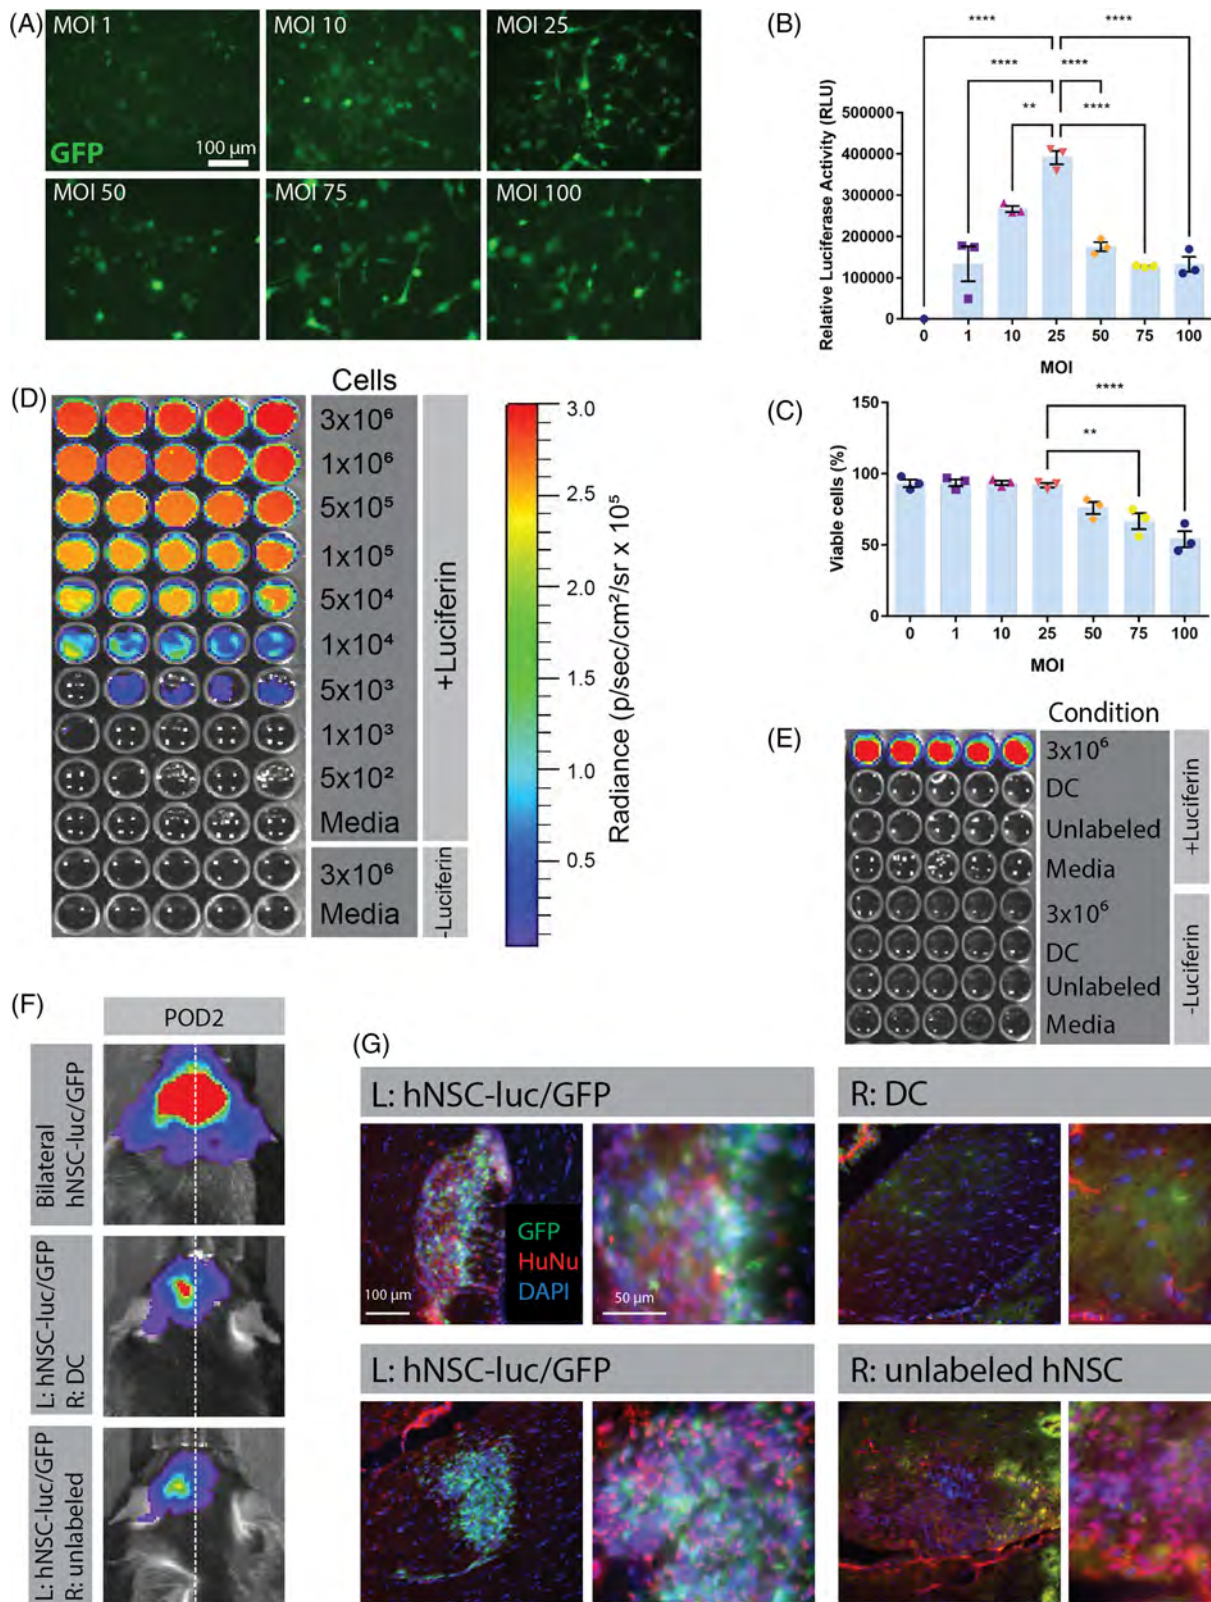 (A)
MOI 1
MOI 10
MOI 25
GFP
100 µm
MOI 50
MOI 75
MOI 100
(B)
****
****
****
****
**
****
Relative Luciferase Activity (RLU)
500000
400000
300000
200000
100000
0
0
1
10
25
50
75
100
MOI
(C)
****
**
Viable cells (%)
150
100
50
0
0
1
10
25
50
75
100
MOI
(D)
Cells
3x10⁶
1x10⁶
5x10⁵
1x10⁵
5x10⁴
1x10⁴
5x10³
1x10³
5x10²
Media
3x10⁶
Media
+Luciferin
-Luciferin
3.0
2.5
2.0
1.5
1.0
0.5
Radiance (p/sec/cm²/sr x 10⁵
(E)
Condition
3x10⁶
DC
Unlabeled
Media
3x10⁶
DC
Unlabeled
Media
+Luciferin
-Luciferin
(F)
POD2
Bilateral
hNSC-luc/GFP
L: hNSC-luc/GFP
R: DC
L: hNSC-luc/GFP
R: unlabeled
(G)
L: hNSC-luc/GFP
R: DC
GFP
HuNu
DAPI
100 µm
50 µm
L: hNSC-luc/GFP
R: unlabeled hNSC